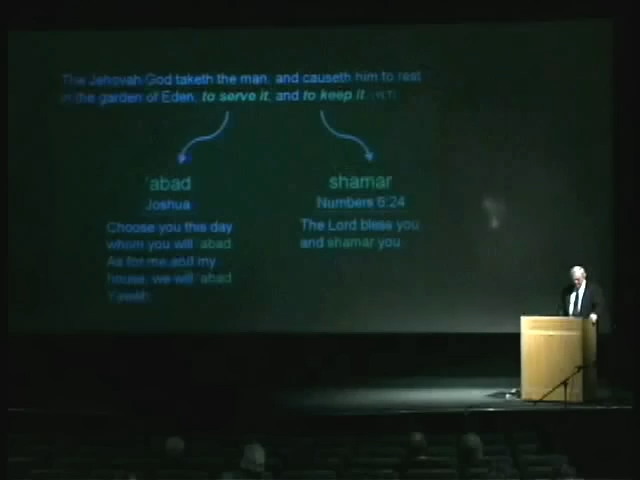 The Jehovah God taketh the man, and causeth him to rest
in the garden of Eden, to serve it, and to keep it. (YLT)
'abad
shamar
Joshua
Numbers 6:24
Choose you this day
whom you will 'abad
As for me and my
house, we will 'abad
The Lord bless you
and shamar you